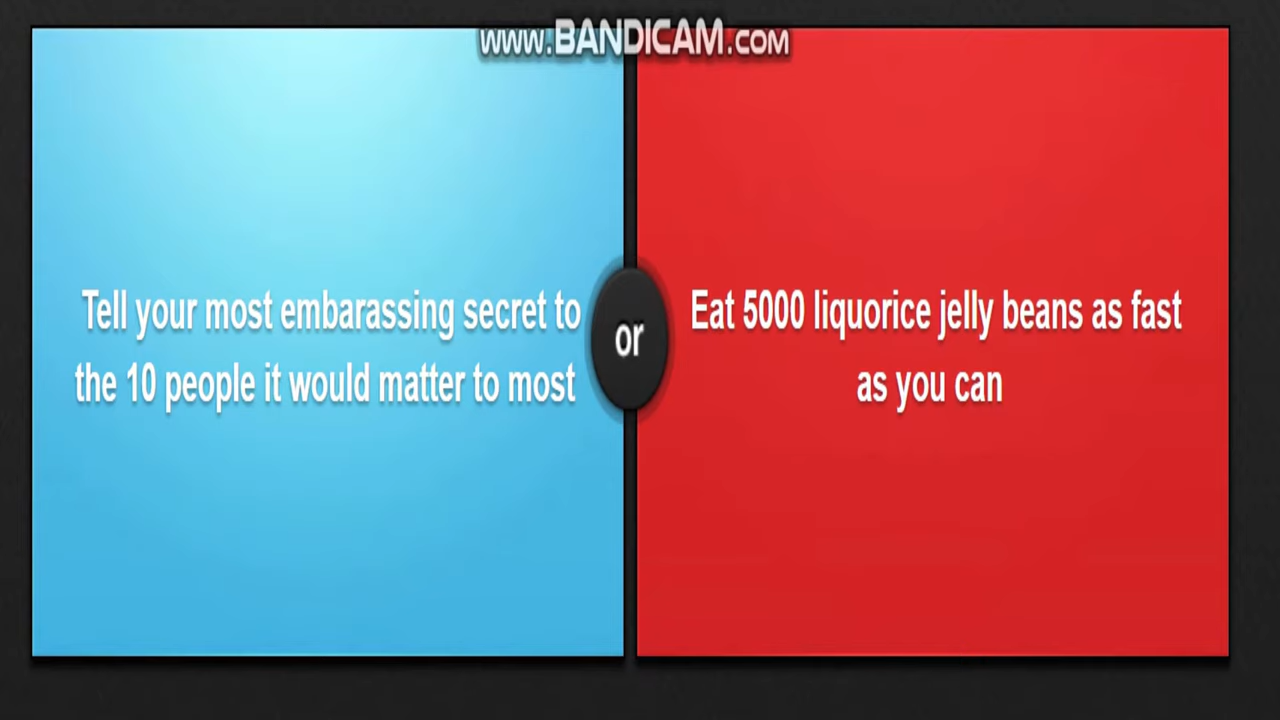 www.BANDICAM.com
Tell your most embarassing secret to
the 10 people it would matter to most
or
Eat 5000 liquorice jelly beans as fast
as you can